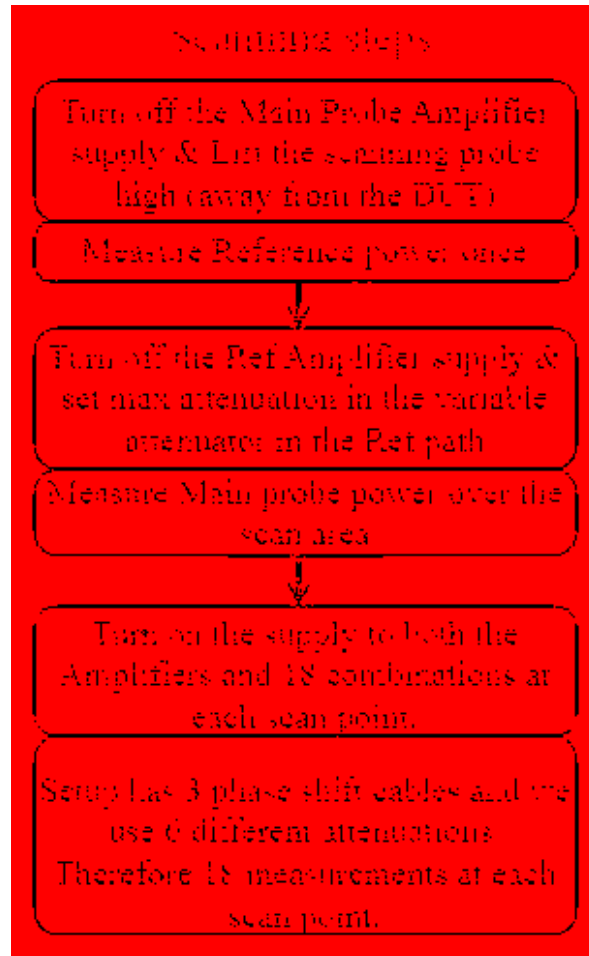 Scanning steps
Turn off the Main Probe Amplifier
supply & Lift the scanning probe
high (away from the DUT)
Measure Reference power once
Turn off the Ref Amplifier supply &
set max attenuation in the variable
attenuator in the Ref path
Measure Main probe power over the
scan area
Turn on the supply to both the
Amplifiers and 18 combinations at
each scan point.
Setup has 3 phase shift cables and we
use 6 different attenuations
Therefore 18 measurements at each
scan point.